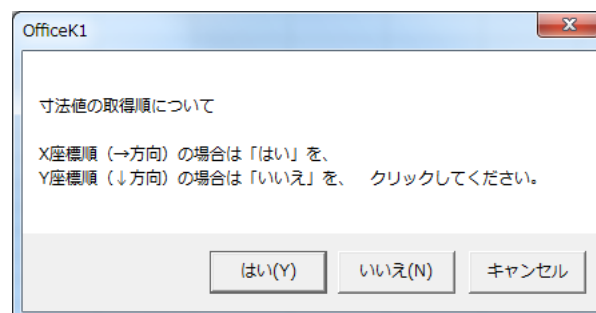 OfficeK1
寸法値の取得順について
X座標順（→方向）の場合は「はい」を、
Y座標順（↓方向）の場合は「いいえ」を、　クリックしてください。
はい(Y)
いいえ(N)
キャンセル